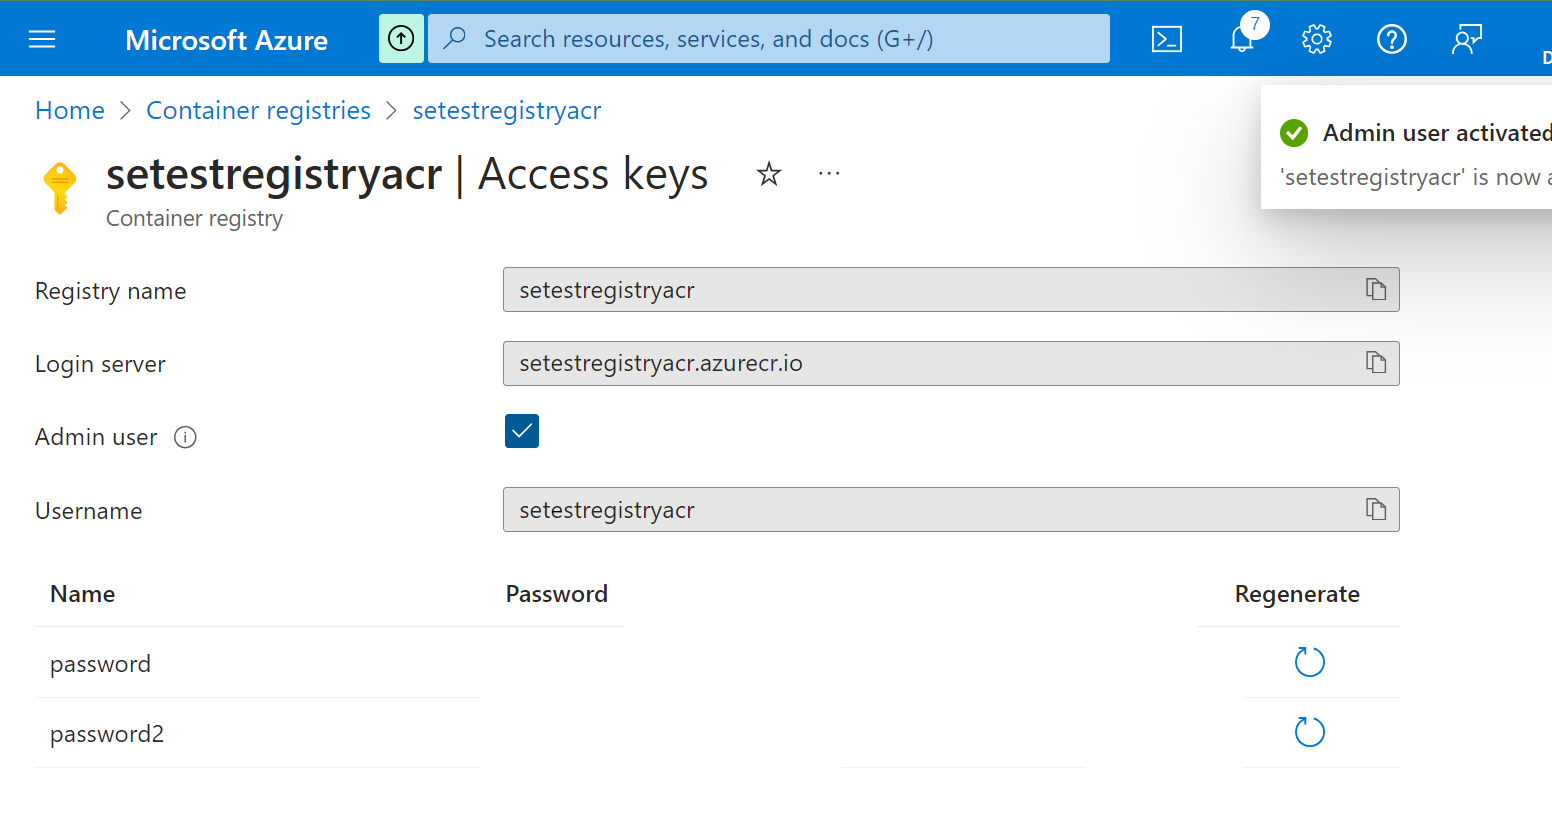 Microsoft Azure
Search resources, services, and docs (G+/)
7
Home > Container registries > setestregistryacr
Admin user activated
'setestregistryacr' is now
setestregistryacr | Access keys
Container registry
Registry name
setestregistryacr
Login server
setestregistryacr.azurecr.io
Admin user
Username
setestregistryacr
Name Password Regenerate
password
password2